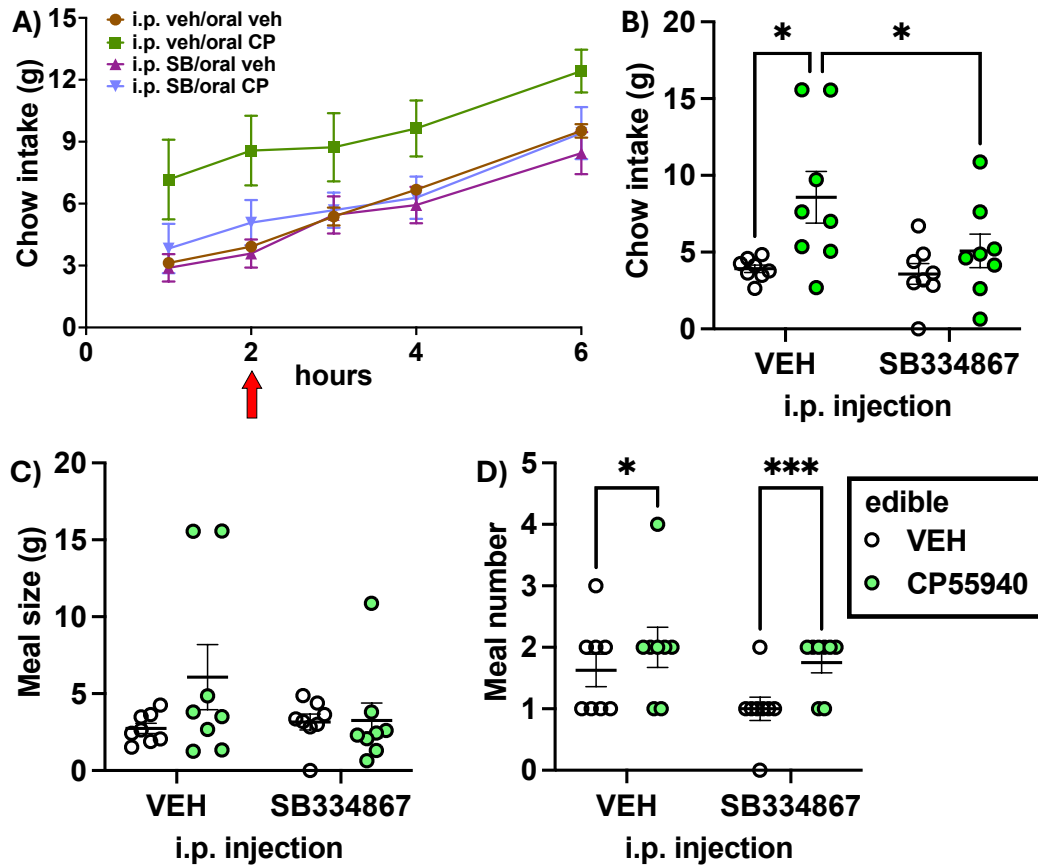 A)
Chow intake (g)
15
12
9
6
3
0
i.p. veh/oral veh
i.p. veh/oral CP
i.p. SB/oral veh
i.p. SB/oral CP
0 2 4 6
hours
B)
Chow intake (g)
20
15
10
5
0
* *
VEH SB334867
i.p. injection
C)
Meal size (g)
20
15
10
5
0
VEH SB334867
i.p. injection
D)
Meal number
5
4
3
2
1
0
* ***
VEH SB334867
i.p. injection
edible
VEH
CP55940